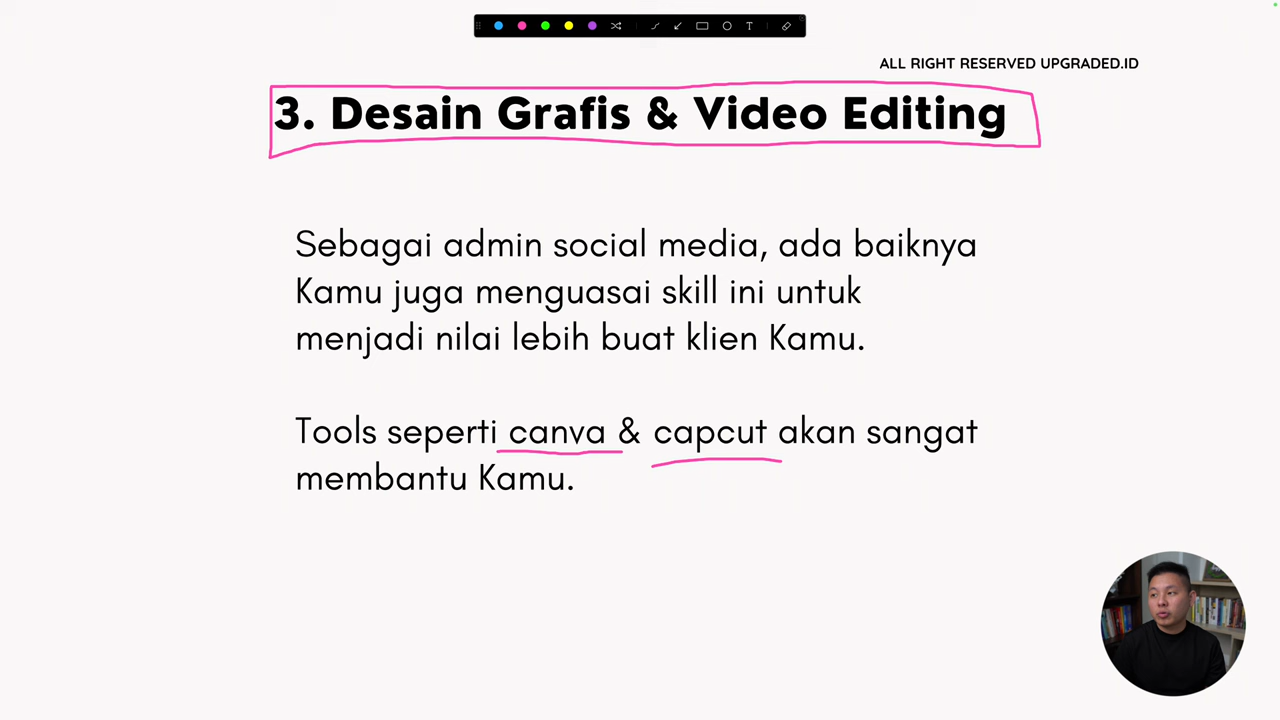 ALL RIGHT RESERVED UPGRADED.ID
3. Desain Grafis & Video Editing
Sebagai admin social media, ada baiknya
Kamu juga menguasai skill ini untuk
menjadi nilai lebih buat klien Kamu.
Tools seperti canva & capcut akan sangat
membantu Kamu.